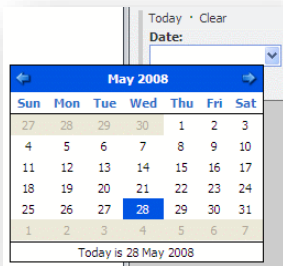 Today · Clear
Date:
May 2008
Sun Mon Tue Wed Thu Fri Sat
27 28 29 30 1 2 3
4 5 6 7 8 9 10
11 12 13 14 15 16 17
18 19 20 21 22 23 24
25 26 27 28 29 30 31
1 2 3 4 5 6 7
Today is 28 May 2008